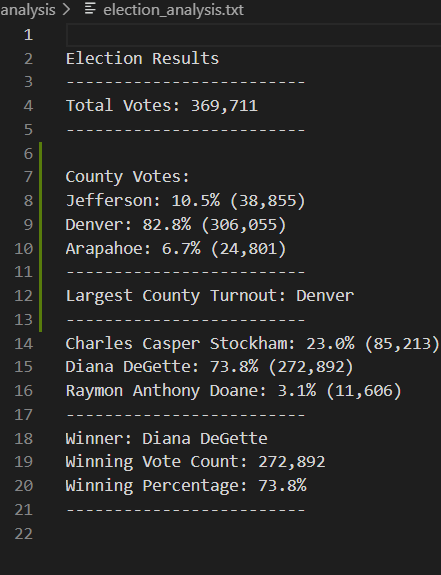 analysis > election_analysis.txt
1
2 Election Results
3 -------------------------
4 Total Votes: 369,711
5 -------------------------
6
7 County Votes:
8 Jefferson: 10.5% (38,855)
9 Denver: 82.8% (306,055)
10 Arapahoe: 6.7% (24,801)
11 -------------------------
12 Largest County Turnout: Denver
13 -------------------------
14 Charles Casper Stockham: 23.0% (85,213)
15 Diana DeGette: 73.8% (272,892)
16 Raymon Anthony Doane: 3.1% (11,606)
17 -------------------------
18 Winner: Diana DeGette
19 Winning Vote Count: 272,892
20 Winning Percentage: 73.8%
21 -------------------------
22